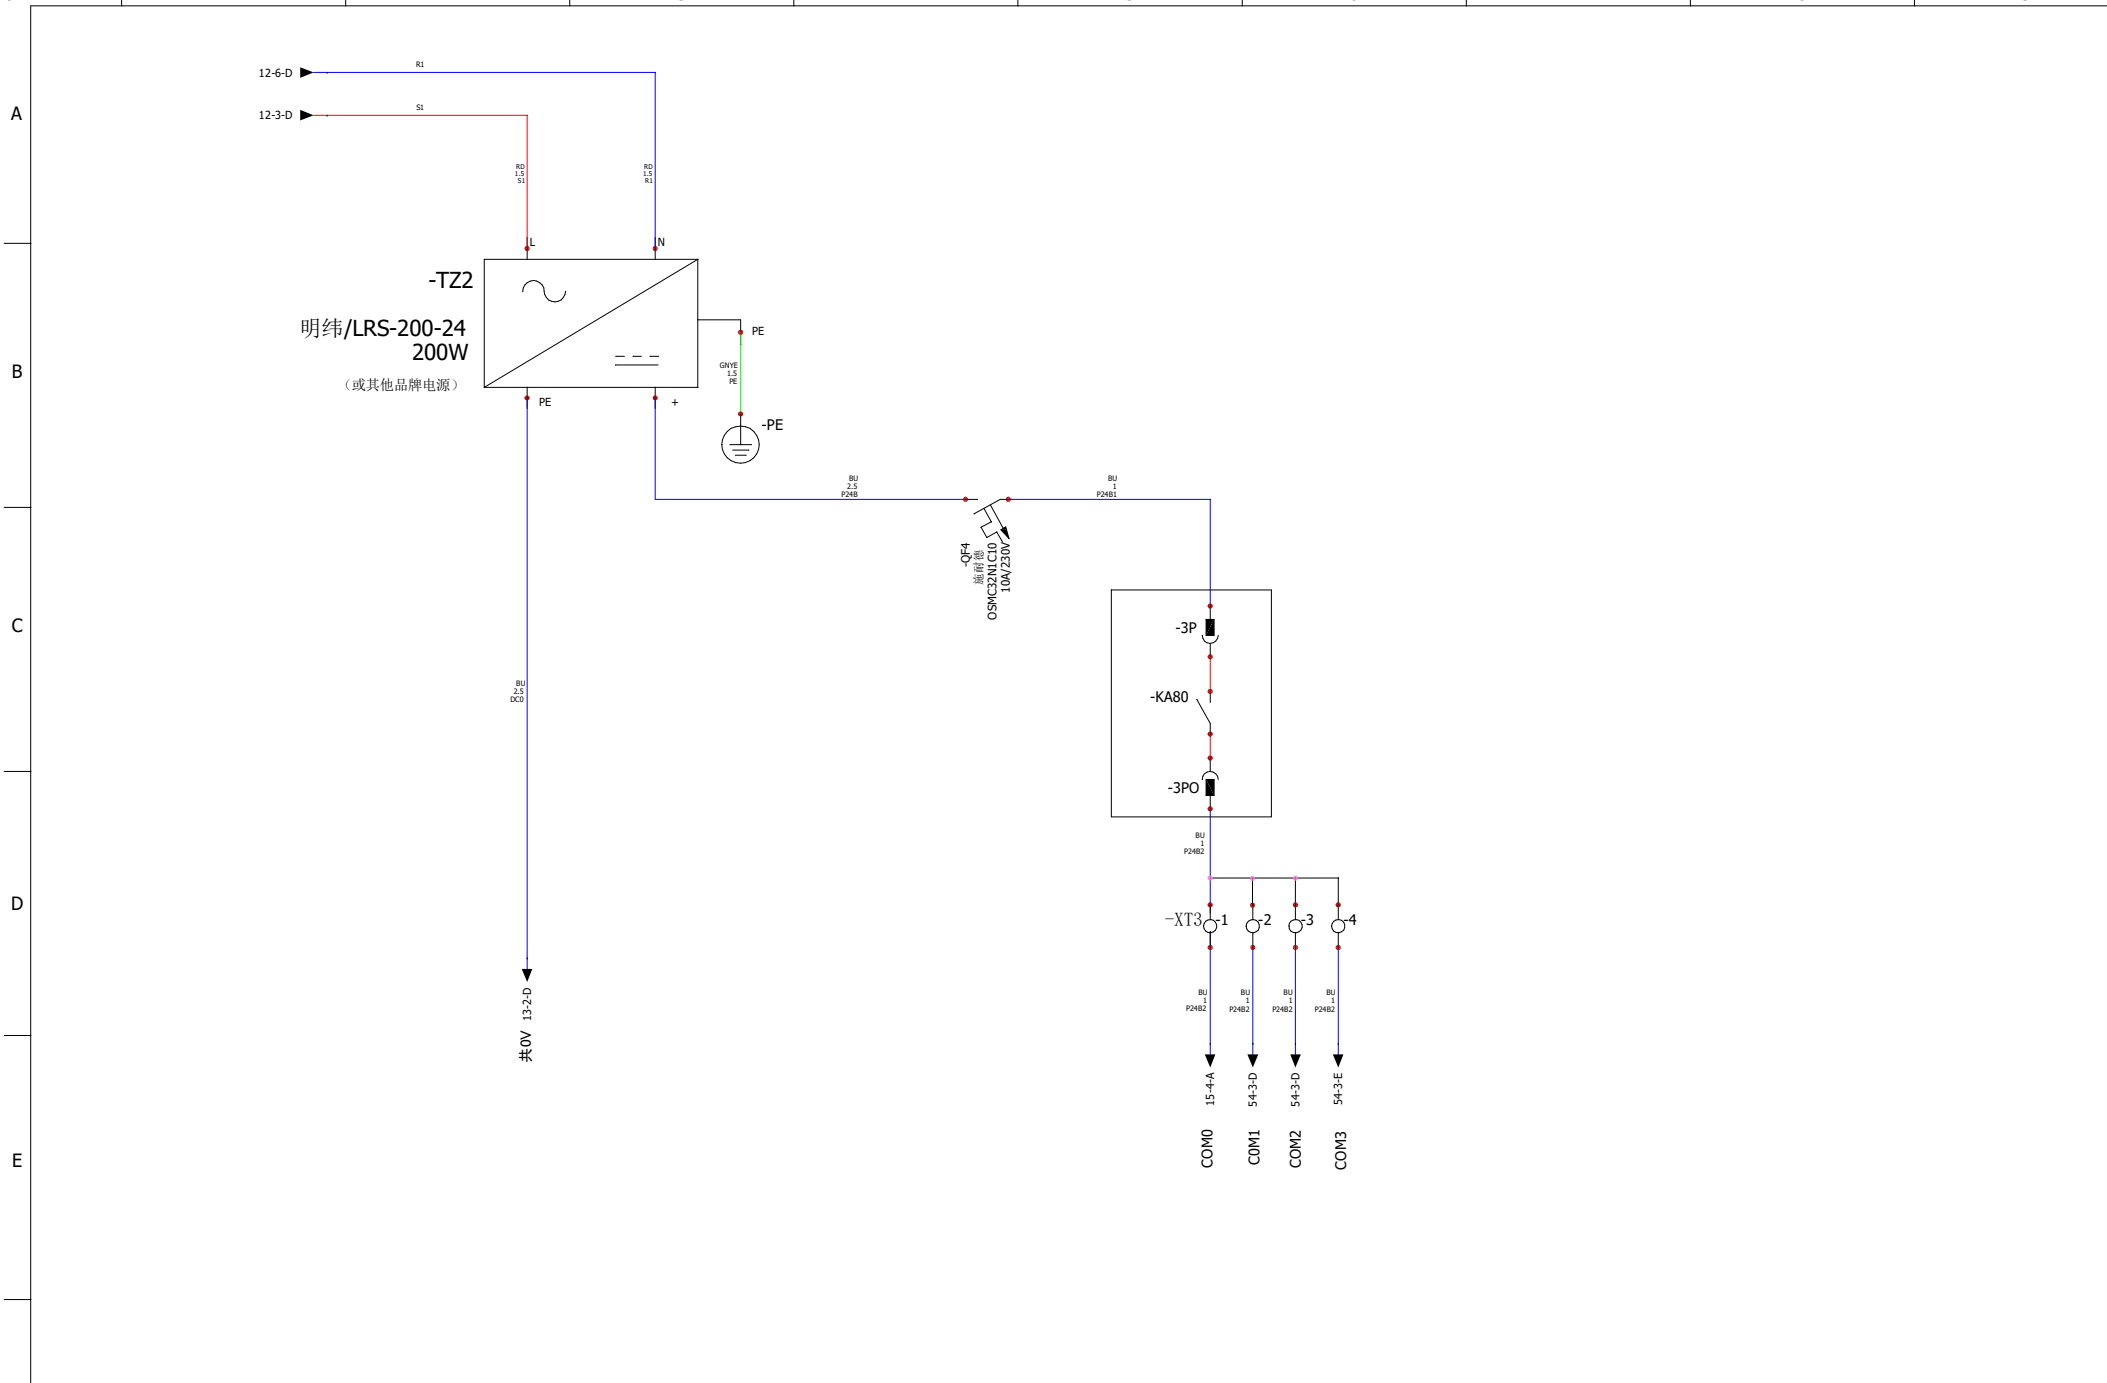 12-6-D
R1
A
12-3-D
S1
RD
1.5
S1
RD
1.5
R1
L
N
-TZ2
明纬/LRS-200-24
200W
（或其他品牌电源）
B
PE
GNYE
1.5
PE
PE
+
-PE
BU
2.5
P24B
BU
1
P24B1
-QF4
施耐德
OSMC32N1C10
10A/230V
C
-3P
BU
2.5
DC0
-KA80
-3PO
BU
1
P24B2
D
-XT3
-1
-2
-3
-4
13-2-D
共0V
BU
1
P24B2
BU
1
P24B2
BU
1
P24B2
BU
1
P24B2
15-4-A
54-3-D
54-3-D
54-3-E
E
COM0
C0M1
COM2
COM3